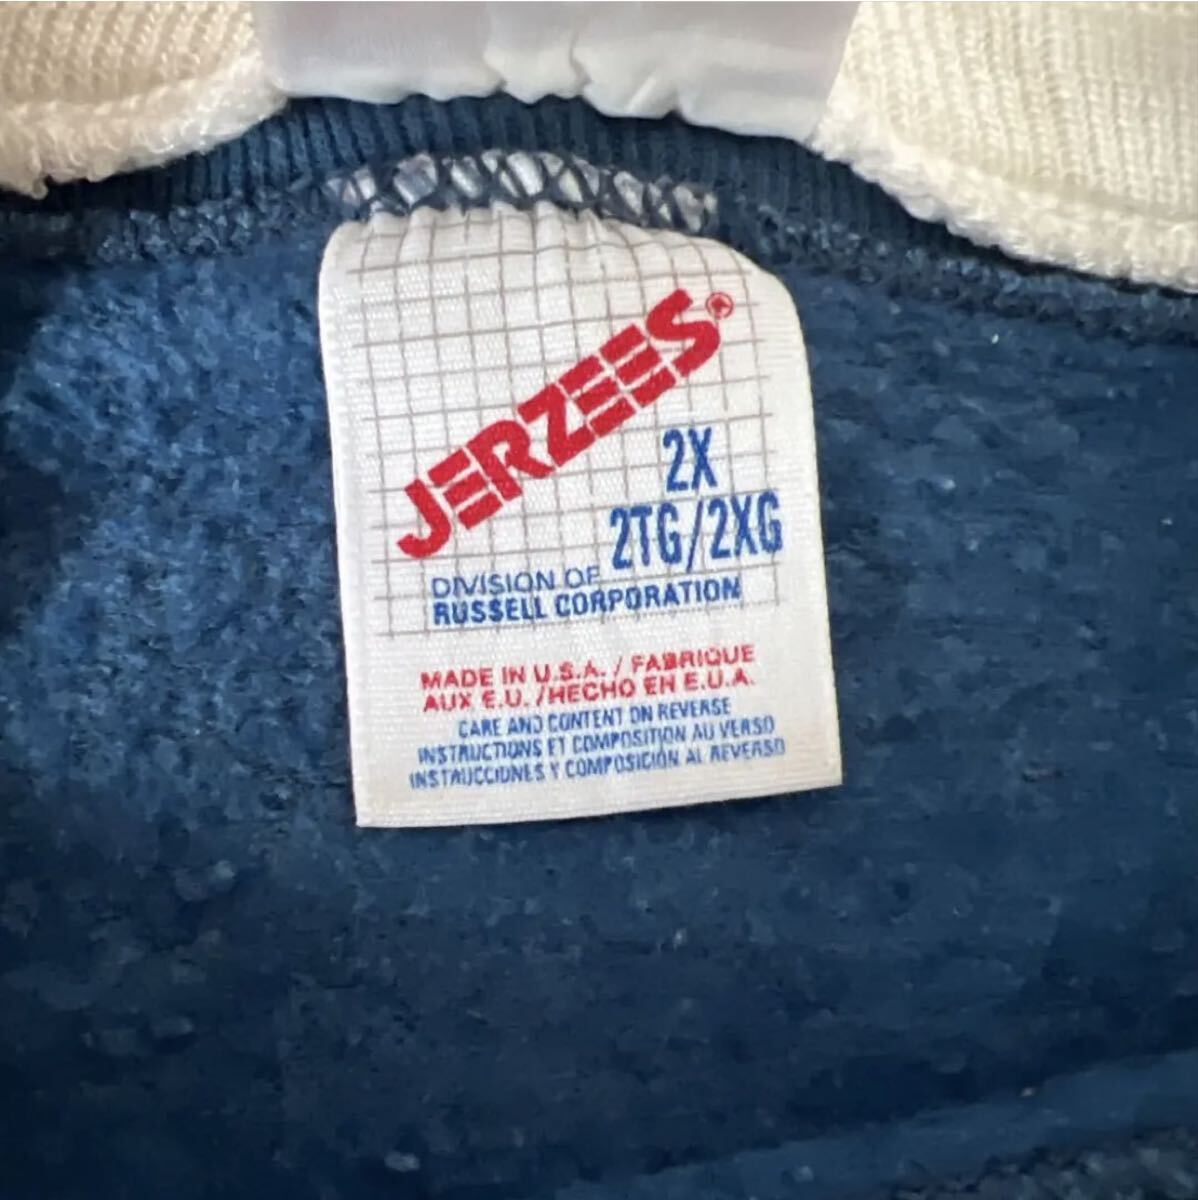 JERZEES®
2X
2TG/2XG
DIVISION OF
RUSSELL CORPORATION
MADE IN U.S.A. / FABRIQUE
AUX E.U. /HECHO EN E.U.A.
CARE AND CONTENT ON REVERSE
INSTRUCTIONS ET COMPOSITION AU VERSO
INSTRUCCIONES Y COMPOSICIÓN AL REVERSO